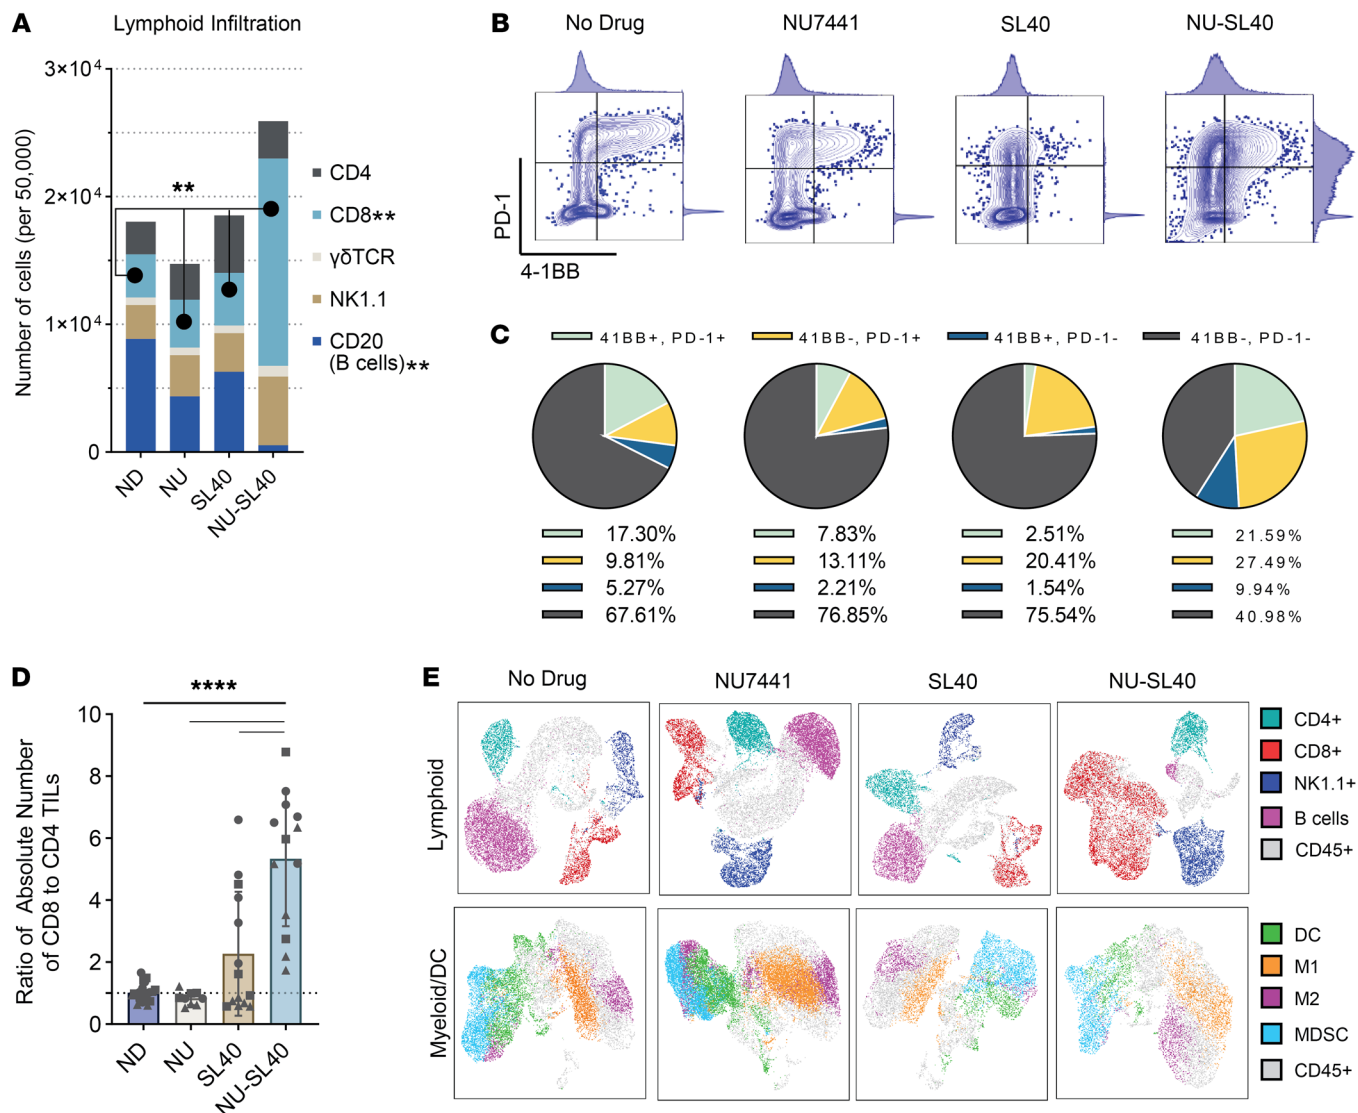 A
Lymphoid Infiltration
Number of cells (per 50,000)
3×10⁴
2×10⁴
1×10⁴
0
**
ND
NU
SL40
NU-SL40
CD4
CD8**
γδTCR
NK1.1
CD20
(B cells)**
B
No Drug
NU7441
SL40
NU-SL40
PD-1
4-1BB
C
41BB+, PD-1+
41BB-, PD-1+
41BB+, PD-1-
41BB-, PD-1-
17.30%
9.81%
5.27%
67.61%
7.83%
13.11%
2.21%
76.85%
2.51%
20.41%
1.54%
75.54%
21.59%
27.49%
9.94%
40.98%
D
****
Ratio of Absolute Number
of CD8 to CD4 TILs
10
8
6
4
2
1
0
ND
NU
SL40
NU-SL40
E
No Drug
NU7441
SL40
NU-SL40
Lymphoid
CD4+
CD8+
NK1.1+
B cells
CD45+
Myeloid/DC
DC
M1
M2
MDSC
CD45+